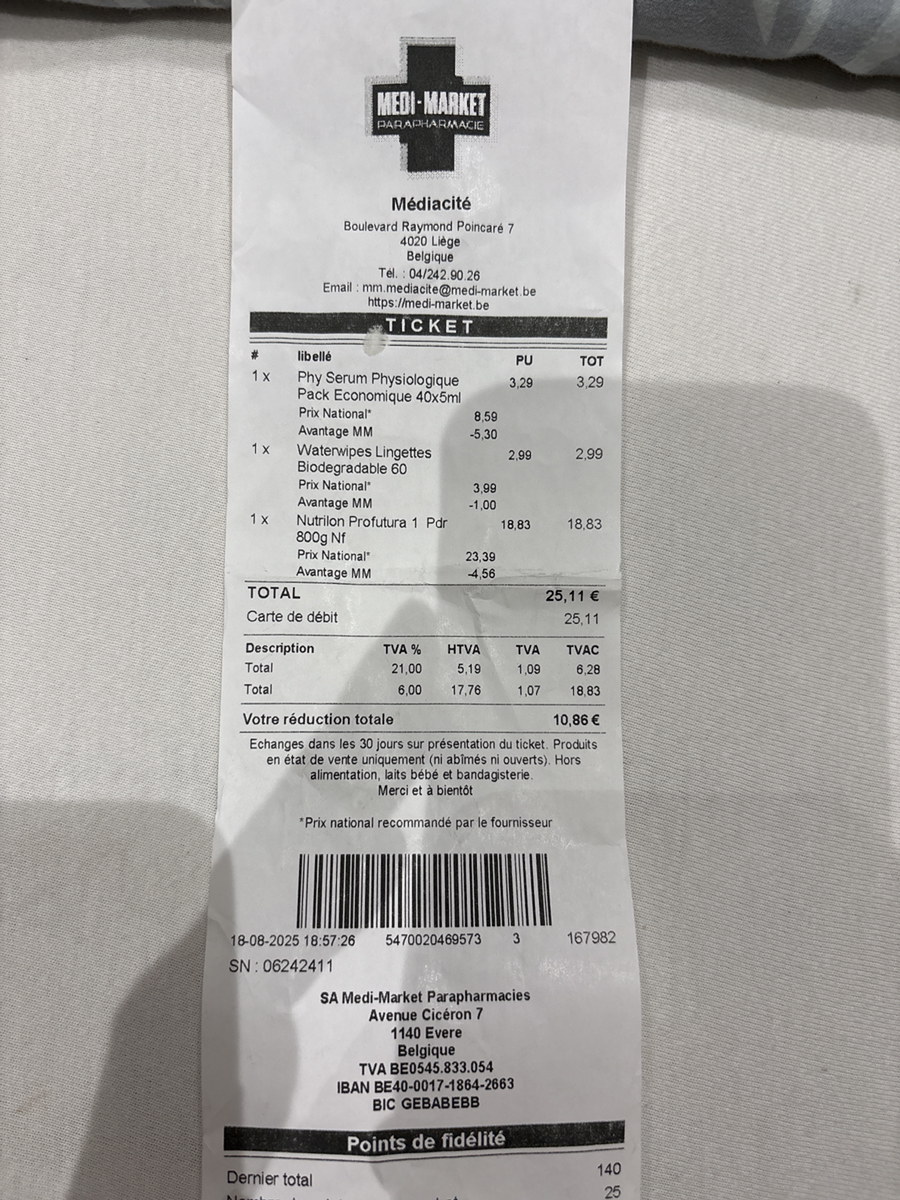 MEDI-MARKET
PARAPHARMACIE
Médiacité
Boulevard Raymond Poincaré 7
4020 Liège
Belgique
Tél. : 04/242.90.26
Email : mm.mediacite@medi-market.be
https://medi-market.be
TICKET
# libellé PU TOT
1 x Phy Serum Physiologique 3,29 3,29
Pack Economique 40x5ml
Prix National* 8,59
Avantage MM -5,30
1 x Waterwipes Lingettes 2,99 2,99
Biodegradable 60
Prix National* 3,99
Avantage MM -1,00
1 x Nutrilon Profutura 1 Pdr 18,83 18,83
800g Nf
Prix National* 23,39
Avantage MM -4,56
TOTAL 25,11 €
Carte de débit 25,11
Description TVA % HTVA TVA TVAC
Total 21,00 5,19 1,09 6,28
Total 6,00 17,76 1,07 18,83
Votre réduction totale 10,86 €
Echanges dans les 30 jours sur présentation du ticket. Produits
en état de vente uniquement (ni abîmés ni ouverts). Hors
alimentation, laits bébé et bandagisterie.
Merci et à bientôt
*Prix national recommandé par le fournisseur
18-08-2025 18:57:26 5470020469573 3 167982
SN : 06242411
SA Medi-Market Parapharmacies
Avenue Cicéron 7
1140 Evere
Belgique
TVA BE0545.833.054
IBAN BE40-0017-1864-2663
BIC GEBABEBB
Points de fidélité
Dernier total 140
25